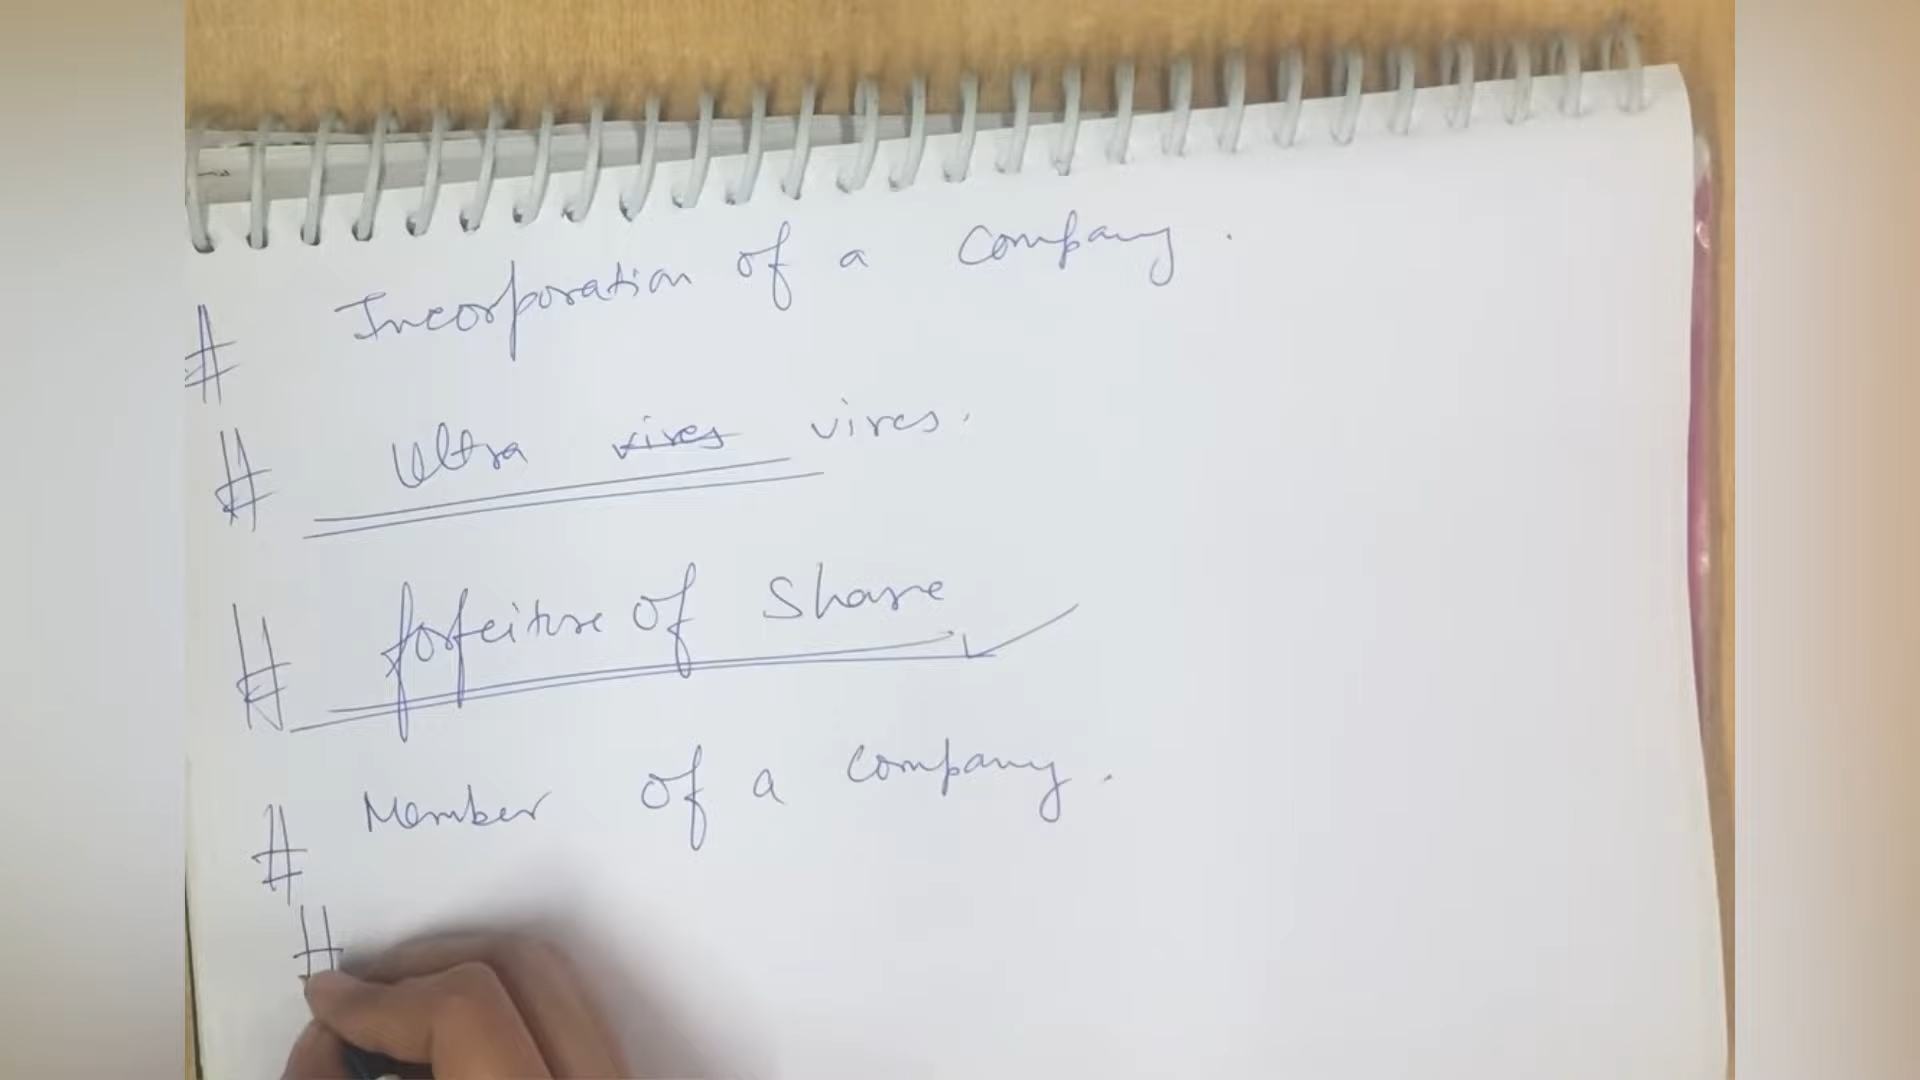 # Incorporation of a Company.
# Ultra vires vires.
# forfeiture of Share
# Member of a Company.
#